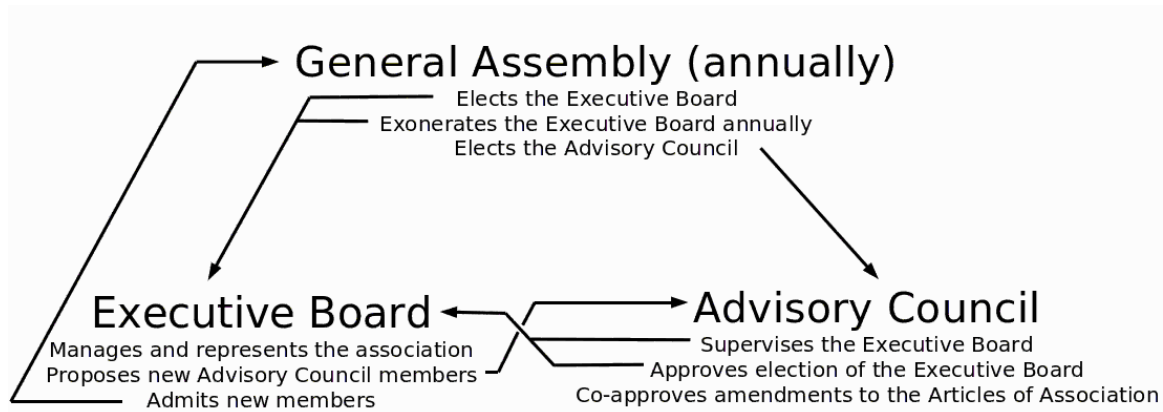 General Assembly (annually)
Elects the Executive Board
Exonerates the Executive Board annually
Elects the Advisory Council
Executive Board
Manages and represents the association
Proposes new Advisory Council members
Admits new members
Advisory Council
Supervises the Executive Board
Approves election of the Executive Board
Co-approves amendments to the Articles of Association